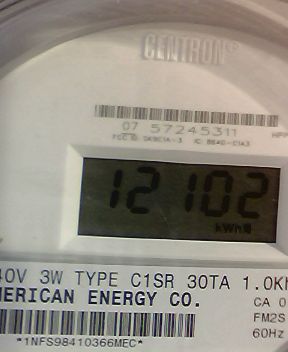 CENTRON®
07 57245311
12102
kWh
40V 3W TYPE C1SR 30TA 1.0Kh
MERICAN ENERGY CO.
CA 0
FM2S
60Hz
*1NFS98410366MEC*